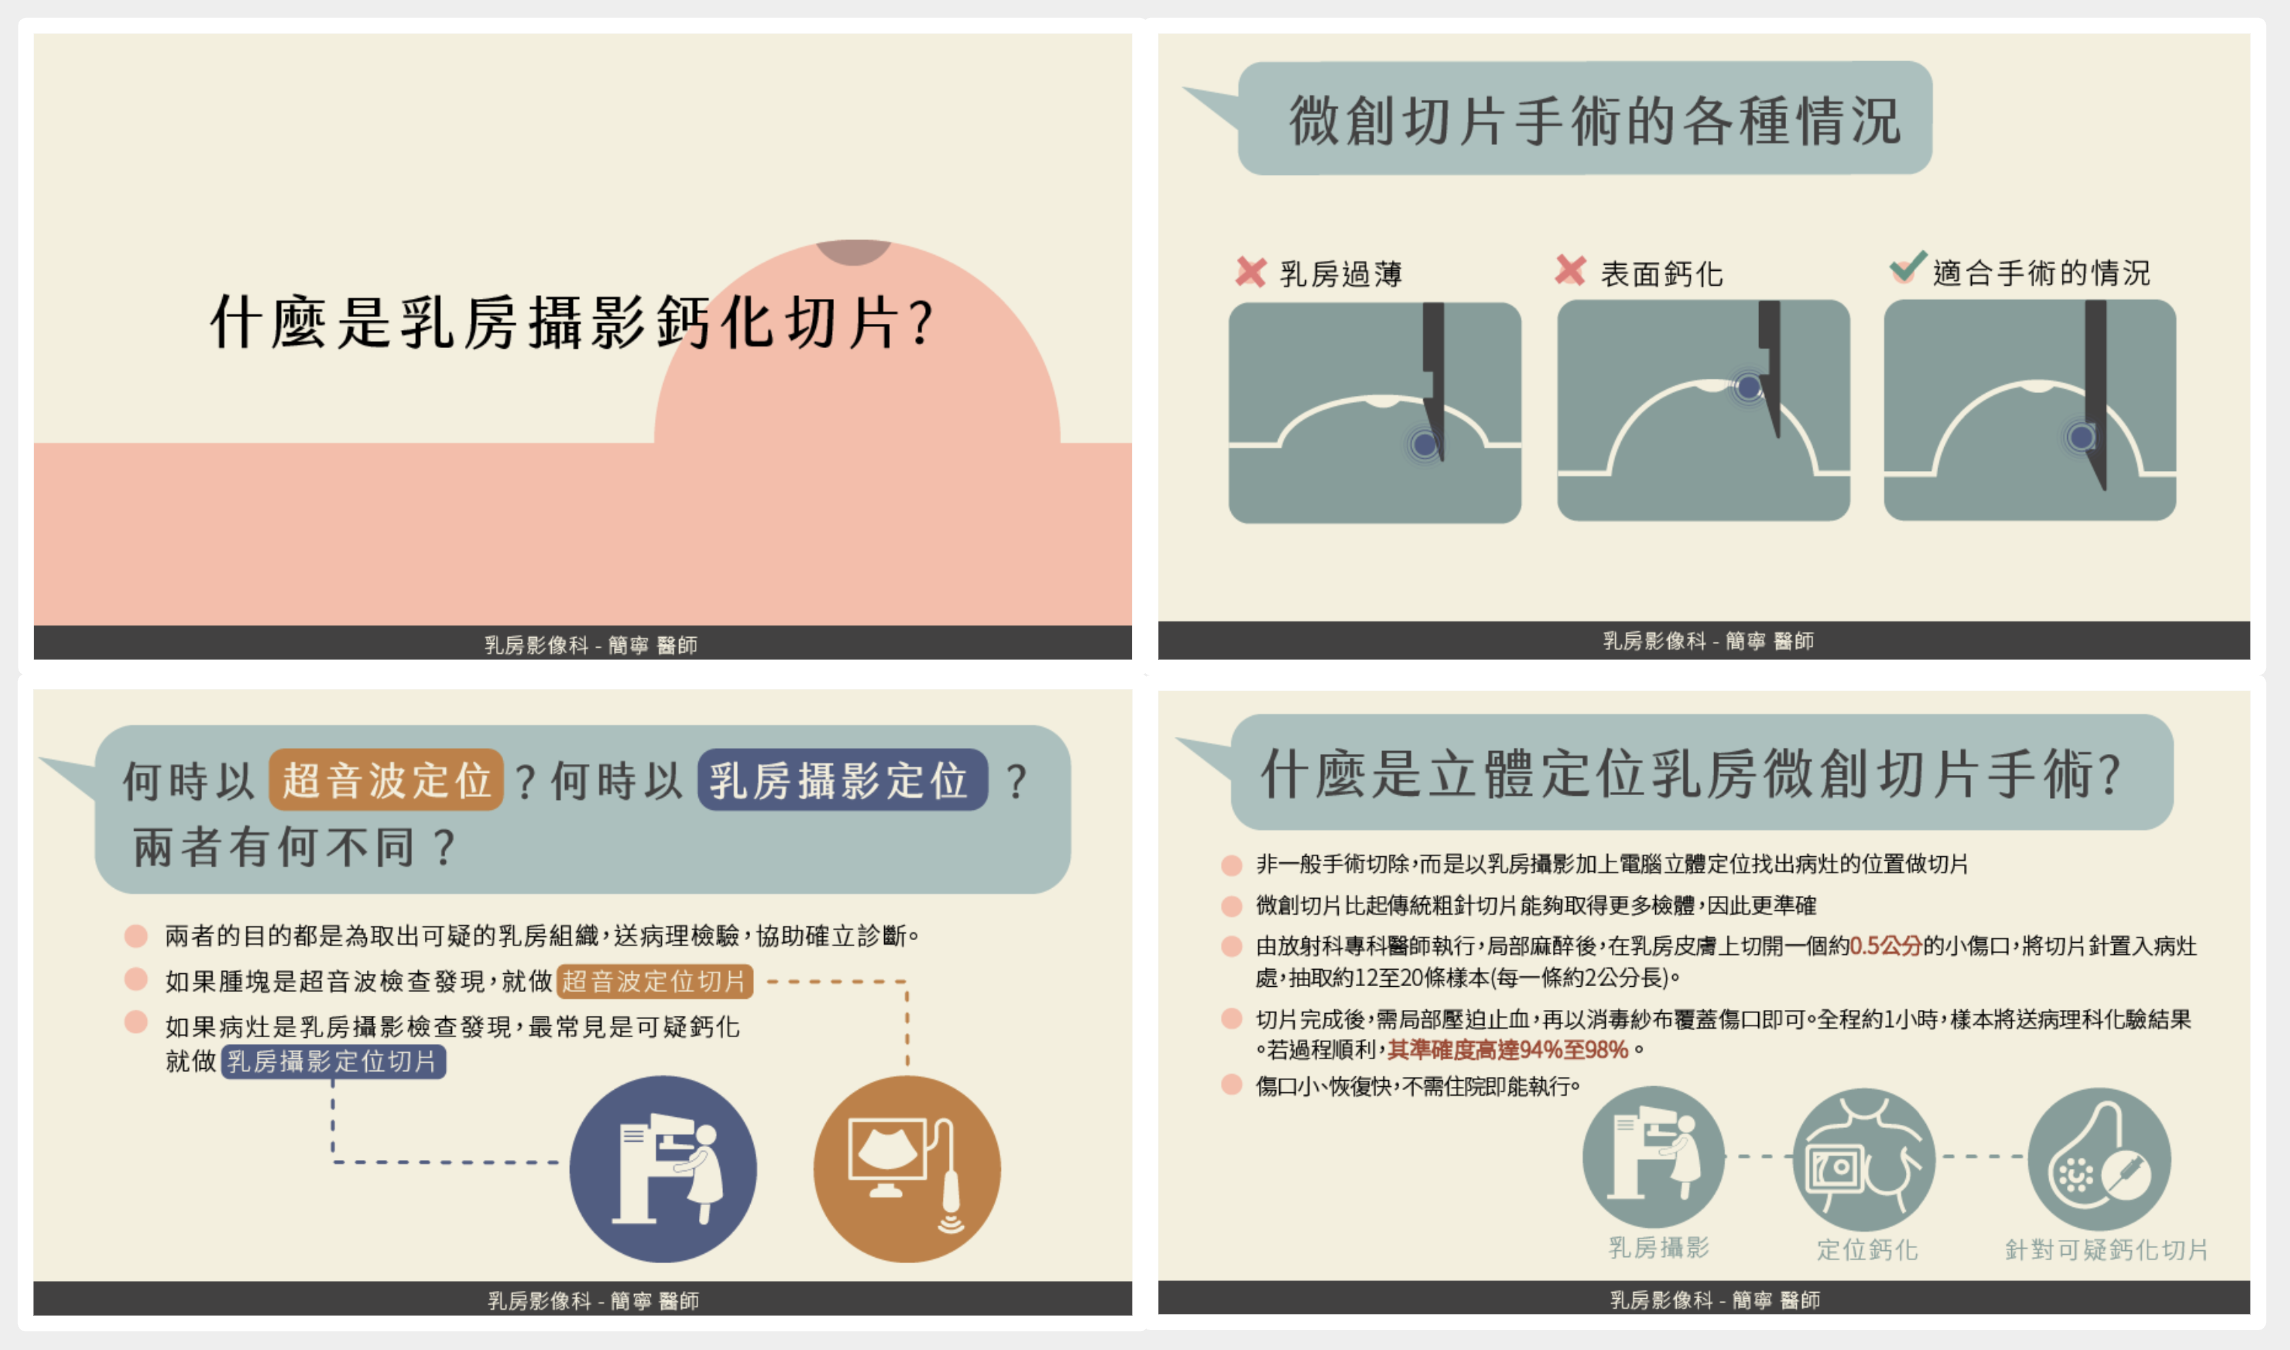 什麼是乳房攝影鈣化切片?
乳房影像科 - 簡寧 醫師
微創切片手術的各種情況
乳房過薄
表面鈣化
適合手術的情況
乳房影像科 - 簡寧 醫師
何時以 超音波定位 ? 何時以 乳房攝影定位 ?
兩者有何不同 ?
兩者的目的都是為取出可疑的乳房組織，送病理檢驗，協助確立診斷。
如果腫塊是超音波檢查發現，就做 超音波定位切片
如果病灶是乳房攝影檢查發現，最常見是可疑鈣化
就做 乳房攝影定位切片
乳房影像科 - 簡寧 醫師
什麼是立體定位乳房微創切片手術?
非一般手術切除，而是以乳房攝影加上電腦立體定位找出病灶的位置做切片
微創切片比起傳統粗針切片能夠取得更多檢體，因此更準確
由放射科專科醫師執行，局部麻醉後，在乳房皮膚上切開一個約0.5公分的小傷口，將切片針置入病灶
處，抽取約12至20條樣本(每一條約2公分長)。
切片完成後，需局部壓迫止血，再以消毒紗布覆蓋傷口即可。全程約1小時，樣本將送病理科化驗結果
。若過程順利，其準確度高達94%至98%。
傷口小、恢復快，不需住院即能執行。
乳房攝影
定位鈣化
針對可疑鈣化切片
乳房影像科 - 簡寧 醫師